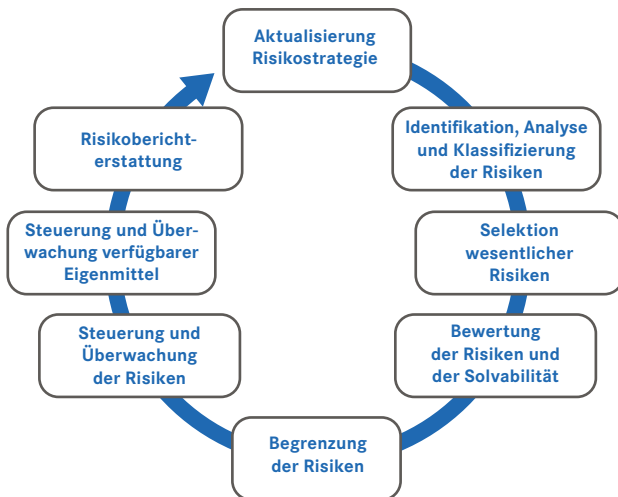 Aktualisierung
Risikostrategie
Identifikation, Analyse
und Klassifizierung
der Risiken
Selektion
wesentlicher
Risiken
Bewertung
der Risiken und
der Solvabilität
Begrenzung
der Risiken
Steuerung und
Überwachung
der Risiken
Steuerung und Über-
wachung verfügbarer
Eigenmittel
Risikobericht-
erstattung